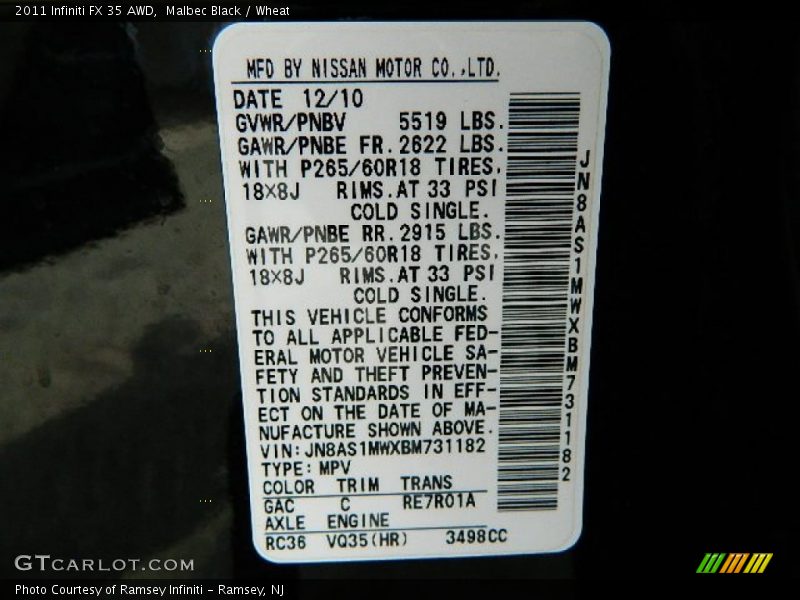 2011 Infiniti FX 35 AWD,  Malbec Black / Wheat
MFD BY NISSAN MOTOR CO.,LTD.
DATE 12/10
GVWR/PNBV 5519 LBS.
GAWR/PNBE FR. 2622 LBS.
WITH P265/60R18 TIRES,
18X8J RIMS.AT 33 PSI
COLD SINGLE.
GAWR/PNBE RR. 2915 LBS.
WITH P265/60R18 TIRES,
18X8J RIMS.AT 33 PSI
COLD SINGLE.
THIS VEHICLE CONFORMS
TO ALL APPLICABLE FED-
ERAL MOTOR VEHICLE SA-
FETY AND THEFT PREVEN-
TION STANDARDS IN EFF-
ECT ON THE DATE OF MA-
NUFACTURE SHOWN ABOVE.
VIN:JN8AS1MWXBM731182
TYPE:MPV
COLOR TRIM TRANS
GAC C RE7R01A
AXLE ENGINE
RC36 VQ35(HR) 3498CC
JN8AS1MWXBM731182
GTCARLOT.COM
Photo Courtesy of Ramsey Infiniti - Ramsey, NJ